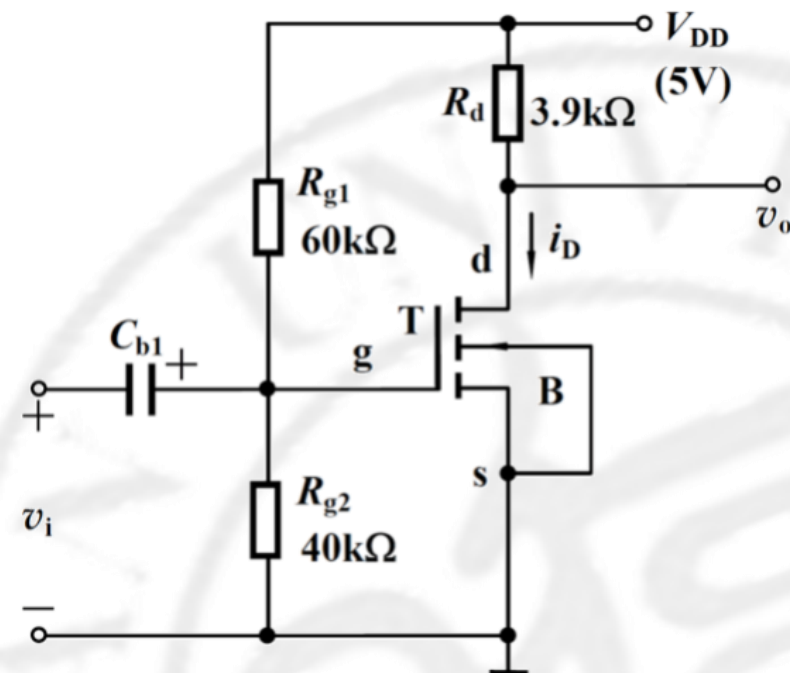 V_DD
(5V)
R_d 3.9kΩ
v_o
R_g1
60kΩ
i_D
d
T
C_b1
+
g
B
+
s
R_g2
40kΩ
v_i
−